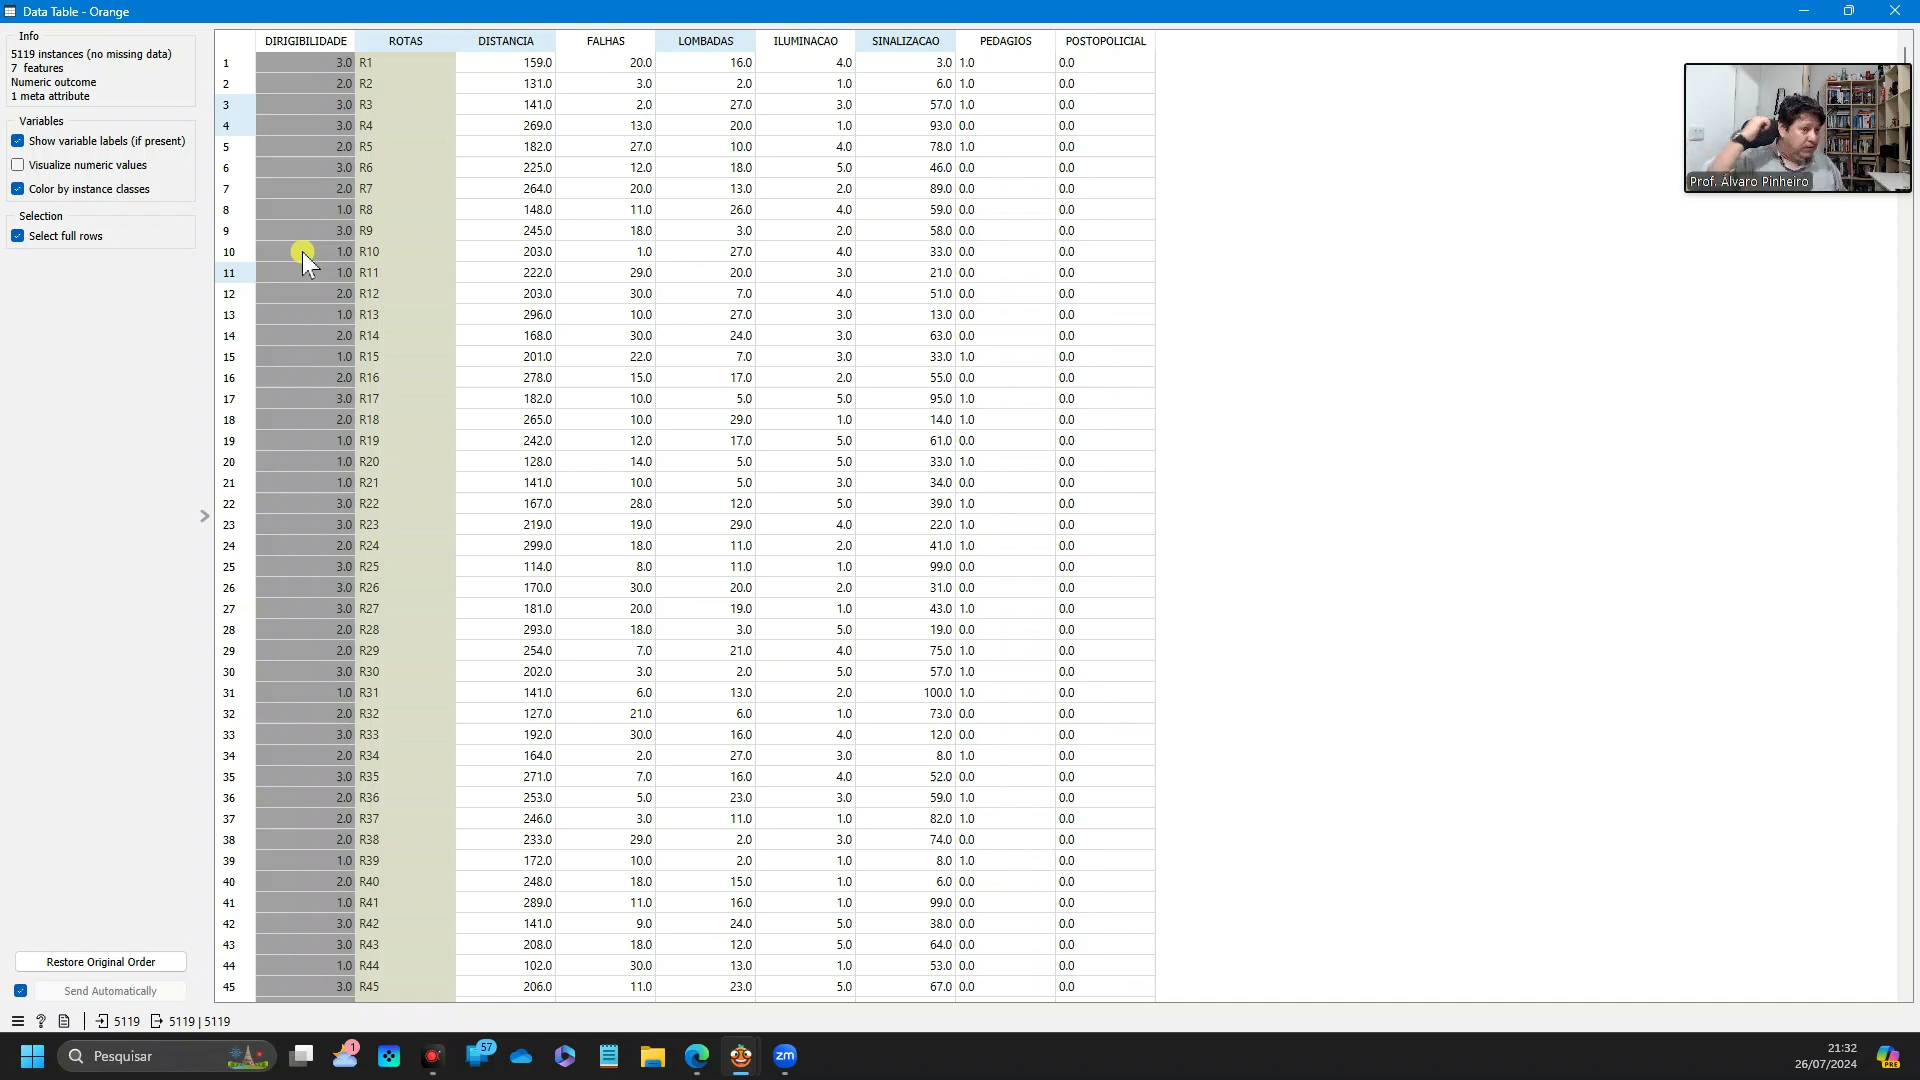 Data Table - Orange
Info
5119 instances (no missing data)
7 features
Numeric outcome
1 meta attribute
Variables
Show variable labels (if present)
Visualize numeric values
Color by instance classes
Selection
Select full rows
DIRIGIBILIDADE ROTAS DISTANCIA FALHAS LOMBADAS ILUMINACAO SINALIZACAO PEDAGIOS POSTOPOLICIAL
1 3.0 R1 159.0 20.0 16.0 4.0 3.0 1.0 0.0
2 2.0 R2 131.0 3.0 2.0 1.0 6.0 1.0 0.0
3 3.0 R3 141.0 2.0 27.0 3.0 57.0 1.0 0.0
4 3.0 R4 269.0 13.0 20.0 1.0 93.0 0.0 0.0
5 2.0 R5 182.0 27.0 10.0 4.0 78.0 1.0 0.0
6 3.0 R6 225.0 12.0 18.0 5.0 46.0 0.0 0.0
7 2.0 R7 264.0 20.0 13.0 2.0 89.0 0.0 0.0
8 1.0 R8 148.0 11.0 26.0 4.0 59.0 0.0 0.0
9 3.0 R9 245.0 18.0 3.0 2.0 58.0 0.0 0.0
10 1.0 R10 203.0 1.0 27.0 4.0 33.0 0.0 0.0
11 1.0 R11 222.0 29.0 20.0 3.0 21.0 0.0 0.0
12 2.0 R12 203.0 30.0 7.0 4.0 51.0 0.0 0.0
13 1.0 R13 296.0 10.0 27.0 3.0 13.0 0.0 0.0
14 2.0 R14 168.0 30.0 24.0 3.0 63.0 0.0 0.0
15 1.0 R15 201.0 22.0 7.0 3.0 33.0 1.0 0.0
16 2.0 R16 278.0 15.0 17.0 2.0 55.0 0.0 0.0
17 3.0 R17 182.0 10.0 5.0 5.0 95.0 1.0 0.0
18 2.0 R18 265.0 10.0 29.0 1.0 14.0 1.0 0.0
19 1.0 R19 242.0 12.0 17.0 5.0 61.0 0.0 0.0
20 1.0 R20 128.0 14.0 5.0 5.0 33.0 1.0 0.0
21 1.0 R21 141.0 10.0 5.0 3.0 34.0 0.0 0.0
22 3.0 R22 167.0 28.0 12.0 5.0 39.0 1.0 0.0
23 3.0 R23 219.0 19.0 29.0 4.0 22.0 1.0 0.0
24 2.0 R24 299.0 18.0 11.0 2.0 41.0 1.0 0.0
25 3.0 R25 114.0 8.0 11.0 1.0 99.0 0.0 0.0
26 3.0 R26 170.0 30.0 20.0 2.0 31.0 0.0 0.0
27 3.0 R27 181.0 20.0 19.0 1.0 43.0 1.0 0.0
28 2.0 R28 293.0 18.0 3.0 5.0 19.0 0.0 0.0
29 2.0 R29 254.0 7.0 21.0 4.0 75.0 1.0 0.0
30 3.0 R30 202.0 3.0 2.0 5.0 57.0 1.0 0.0
31 1.0 R31 141.0 6.0 13.0 2.0 100.0 1.0 0.0
32 2.0 R32 127.0 21.0 6.0 1.0 73.0 0.0 0.0
33 3.0 R33 192.0 30.0 16.0 4.0 12.0 0.0 0.0
34 2.0 R34 164.0 2.0 27.0 3.0 8.0 1.0 0.0
35 3.0 R35 271.0 7.0 16.0 4.0 52.0 0.0 0.0
36 2.0 R36 253.0 5.0 23.0 3.0 59.0 1.0 0.0
37 2.0 R37 246.0 3.0 11.0 1.0 82.0 1.0 0.0
38 2.0 R38 233.0 29.0 2.0 3.0 74.0 0.0 0.0
39 1.0 R39 172.0 10.0 2.0 1.0 8.0 1.0 0.0
40 2.0 R40 248.0 18.0 15.0 1.0 6.0 0.0 0.0
41 1.0 R41 289.0 11.0 16.0 1.0 99.0 0.0 0.0
42 3.0 R42 141.0 9.0 24.0 5.0 38.0 0.0 0.0
43 3.0 R43 208.0 18.0 12.0 5.0 64.0 0.0 0.0
44 1.0 R44 102.0 30.0 13.0 1.0 53.0 0.0 0.0
45 3.0 R45 206.0 11.0 23.0 5.0 67.0 0.0 0.0
Prof. Álvaro Pinheiro
Restore Original Order
Send Automatically
5119 5119 | 5119
Pesquisar
1
57
zm
21:32
26/07/2024
PRE